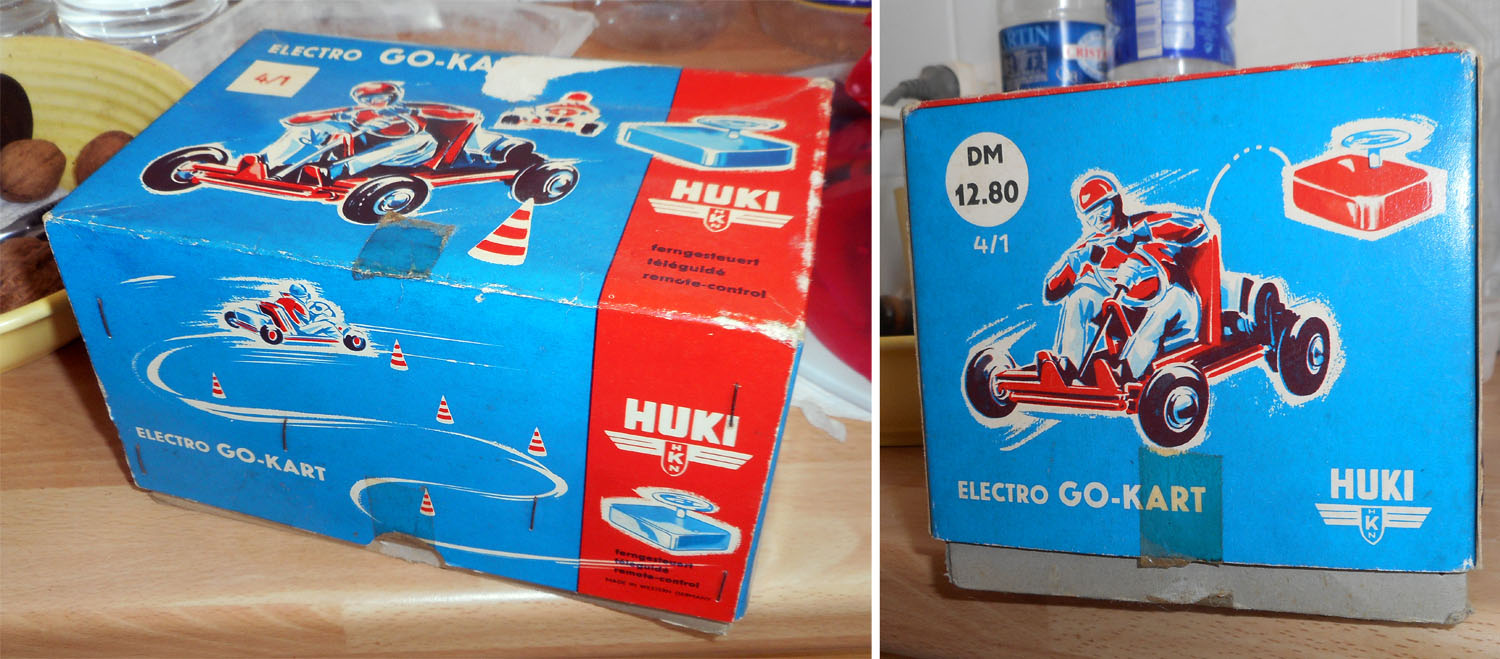 ELECTRO GO-KA
4/1
HUKI
HKN
ferngesteuert
téléguidé
remote-control
ELECTRO GO-KART
HUKI
HKN
ferngesteuert
téléguidé
remote-control
MADE IN WESTERN GERMANY
CRISTAL
DM
12.80
4/1
ELECTRO GO-KART
HUKI
HKN